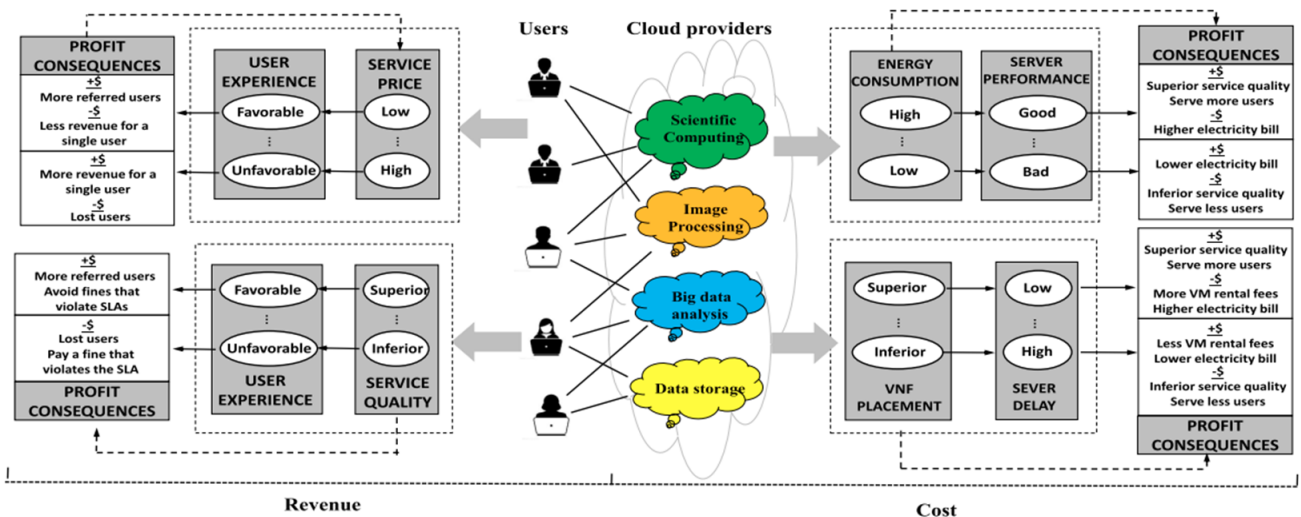 Users
Cloud providers
PROFIT
CONSEQUENCES
+$
More referred users
-$
Less revenue for a
single user
+$
More revenue for a
single user
-$
Lost users
USER
EXPERIENCE
Favorable
⋮
Unfavorable
SERVICE
PRICE
Low
⋮
High
+$
More referred users
Avoid fines that
violate SLAs
-$
Lost users
Pay a fine that
violates the SLA
PROFIT
CONSEQUENCES
Favorable
⋮
Unfavorable
USER
EXPERIENCE
Superior
⋮
Inferior
SERVICE
QUALITY
Scientific
Computing
Image
Processing
Big data
analysis
Data storage
ENERGY
CONSUMPTION
High
⋮
Low
SERVER
PERFORMANCE
Good
⋮
Bad
PROFIT
CONSEQUENCES
+$
Superior service quality
Serve more users
-$
Higher electricity bill
+$
Lower electricity bill
-$
Inferior service quality
Serve less users
Superior
⋮
Inferior
VNF
PLACEMENT
Low
⋮
High
SEVER
DELAY
+$
Superior service quality
Serve more users
-$
More VM rental fees
Higher electricity bill
+$
Less VM rental fees
Lower electricity bill
-$
Inferior service quality
Serve less users
PROFIT
CONSEQUENCES
Revenue
Cost